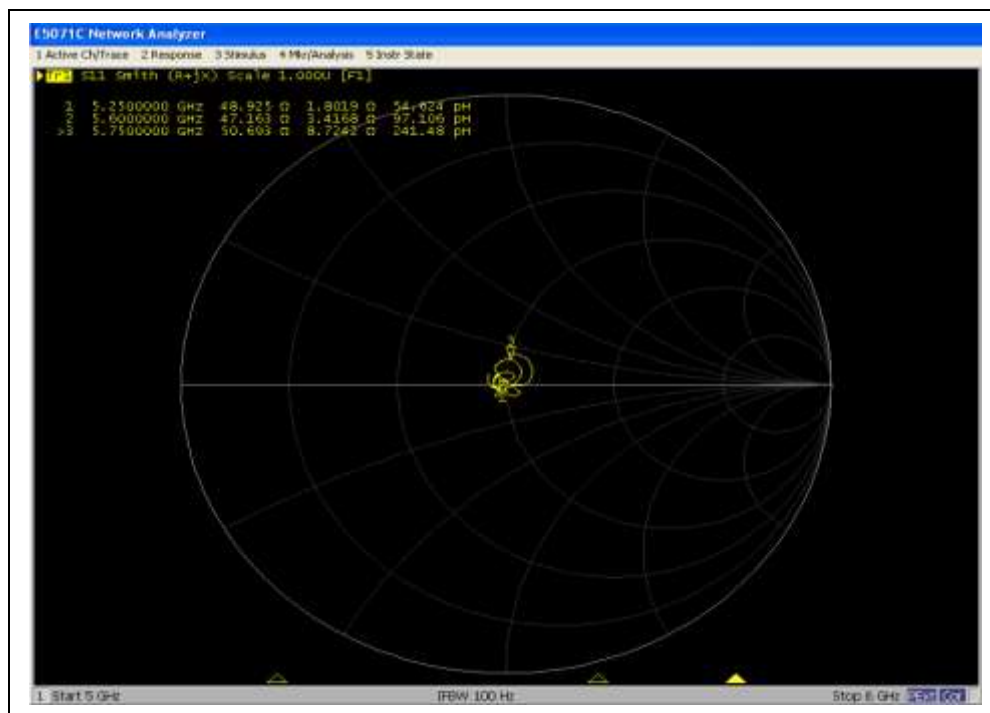 E5071C Network Analyzer
1 Active Ch/Trace 2 Response 3 Stimulus 4 Mkr/Analysis 5 Instr State
Tr1 S11 Smith (R+jX) Scale 1.000U [F1]
1 5.2500000 GHz 48.925 Ω 1.8019 Ω 54.624 pH
2 5.6000000 GHz 47.163 Ω 3.4168 Ω 97.106 pH
>3 5.7500000 GHz 50.603 Ω 8.7242 Ω 241.48 pH
1 Start 5 GHz IFBW 100 Hz Stop 6 GHz Cor